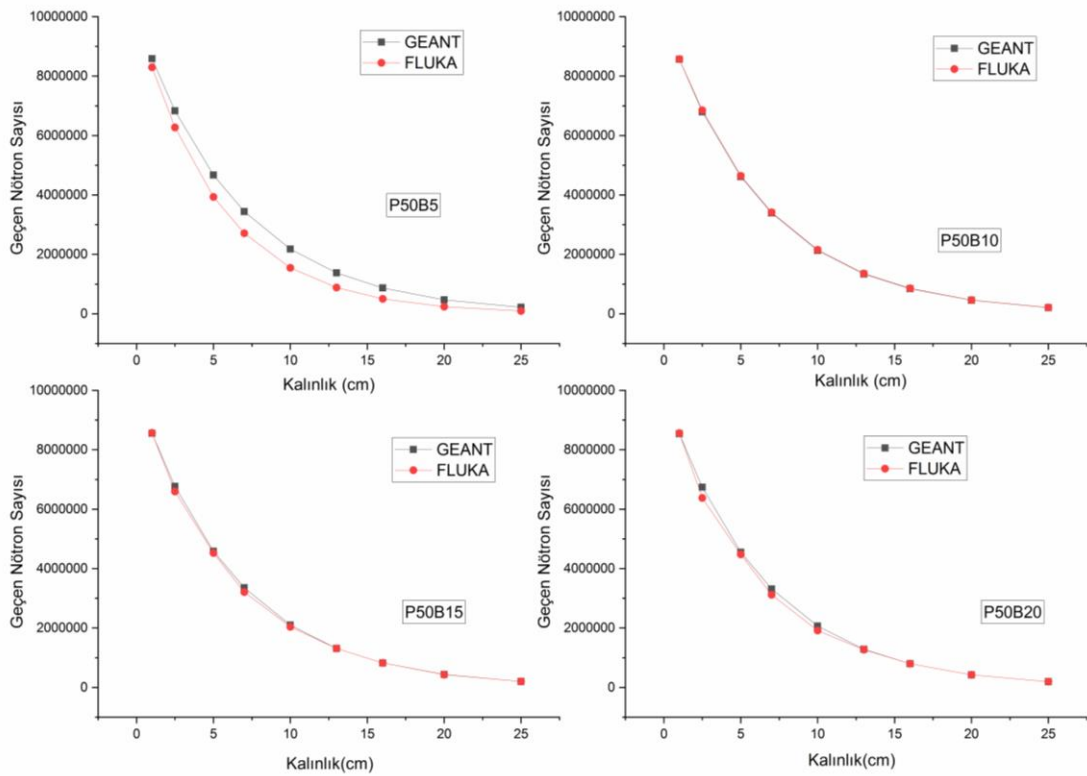 10000000
8000000
6000000
4000000
2000000
0
Geçen Nötron Sayısı
GEANT
FLUKA
P50B5
0 5 10 15 20 25
Kalınlık (cm)
10000000
8000000
6000000
4000000
2000000
0
Geçen Nötron Sayısı
GEANT
FLUKA
P50B10
0 5 10 15 20 25
Kalınlık (cm)
10000000
8000000
6000000
4000000
2000000
0
Geçen Nötron Sayısı
GEANT
FLUKA
P50B15
0 5 10 15 20 25
Kalınlık(cm)
10000000
8000000
6000000
4000000
2000000
0
Geçen Nötron Sayısı
GEANT
FLUKA
P50B20
0 5 10 15 20 25
Kalınlık(cm)